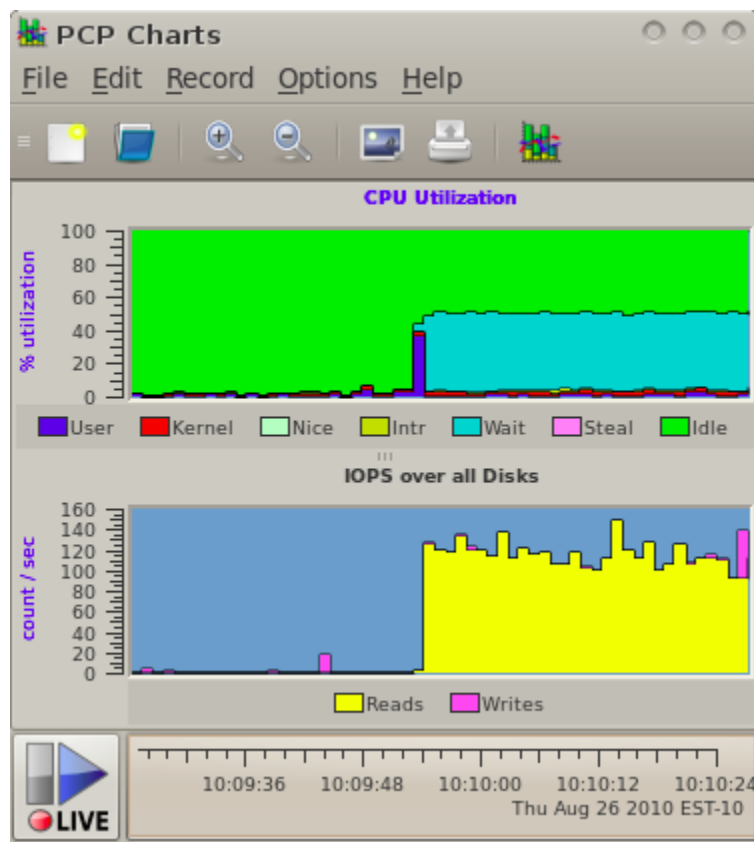 PCP Charts
File Edit Record Options Help
CPU Utilization
% utilization
100
80
60
40
20
0
User Kernel Nice Intr Wait Steal Idle
IOPS over all Disks
count / sec
160
140
120
100
80
60
40
20
0
Reads Writes
10:09:36 10:09:48 10:10:00 10:10:12 10:10:24
Thu Aug 26 2010 EST-10
LIVE